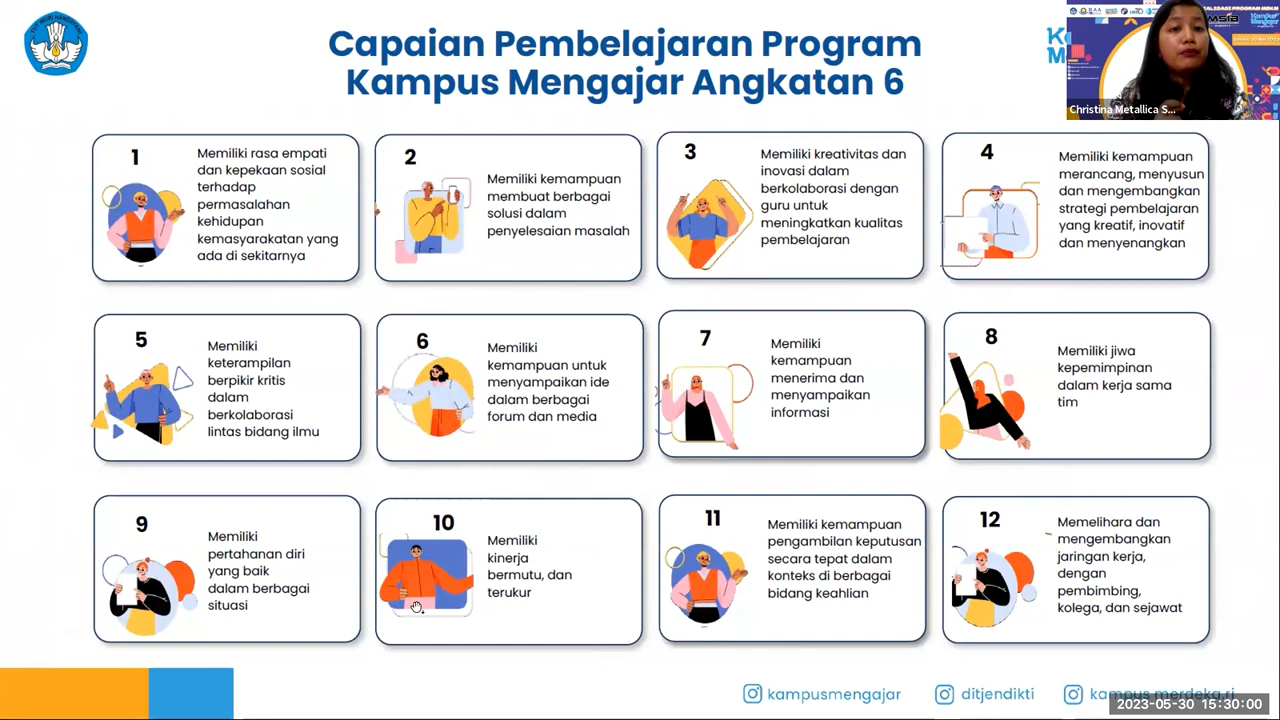 Capaian Pembelajaran Program
Kampus Mengajar Angkatan 6
1
Memiliki rasa empati
dan kepekaan sosial
terhadap
permasalahan
kehidupan
kemasyarakatan yang
ada di sekitarnya
2
Memiliki kemampuan
membuat berbagai
solusi dalam
penyelesaian masalah
3
Memiliki kreativitas dan
inovasi dalam
berkolaborasi dengan
guru untuk
meningkatkan kualitas
pembelajaran
4
Memiliki kemampuan
merancang, menyusun
dan mengembangkan
strategi pembelajaran
yang kreatif, inovatif
dan menyenangkan
5
Memiliki
keterampilan
berpikir kritis
dalam
berkolaborasi
lintas bidang ilmu
6
Memiliki
kemampuan untuk
menyampaikan ide
dalam berbagai
forum dan media
7
Memiliki
kemampuan
menerima dan
menyampaikan
informasi
8
Memiliki jiwa
kepemimpinan
dalam kerja sama
tim
9
Memiliki
pertahanan diri
yang baik
dalam berbagai
situasi
10
Memiliki
kinerja
bermutu, dan
terukur
11
Memiliki kemampuan
pengambilan keputusan
secara tepat dalam
konteks di berbagai
bidang keahlian
12
Memelihara dan
mengembangkan
jaringan kerja,
dengan
pembimbing,
kolega, dan sejawat
Christina Metallica S...
kampusmengajar
ditjendikti
kampus merdeka.ri
2023-05-30 15:30:00